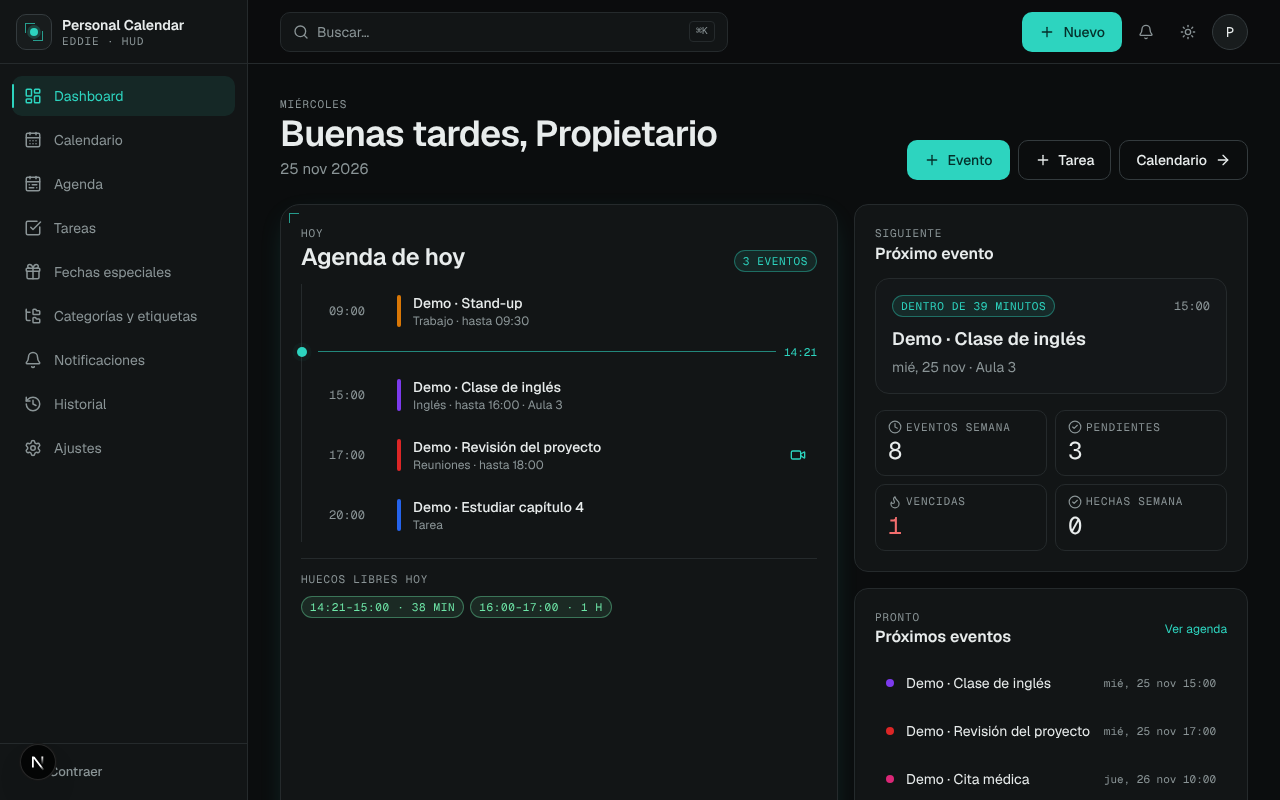 Personal Calendar
EDDIE · HUD
Buscar...
⌘K
Nuevo
P
Dashboard
Calendario
Agenda
Tareas
Fechas especiales
Categorías y etiquetas
Notificaciones
Historial
Ajustes
N
Contraer
MIÉRCOLES
Buenas tardes, Propietario
25 nov 2026
Evento
Tarea
Calendario
HOY
Agenda de hoy
3 EVENTOS
09:00
Demo · Stand-up
Trabajo · hasta 09:30
14:21
15:00
Demo · Clase de inglés
Inglés · hasta 16:00 · Aula 3
17:00
Demo · Revisión del proyecto
Reuniones · hasta 18:00
20:00
Demo · Estudiar capítulo 4
Tarea
HUECOS LIBRES HOY
14:21–15:00 · 38 MIN
16:00–17:00 · 1 H
SIGUIENTE
Próximo evento
DENTRO DE 39 MINUTOS
15:00
Demo · Clase de inglés
mié, 25 nov · Aula 3
EVENTOS SEMANA
8
PENDIENTES
3
VENCIDAS
1
HECHAS SEMANA
0
PRONTO
Próximos eventos
Ver agenda
Demo · Clase de inglés
mié, 25 nov 15:00
Demo · Revisión del proyecto
mié, 25 nov 17:00
Demo · Cita médica
jue, 26 nov 10:00